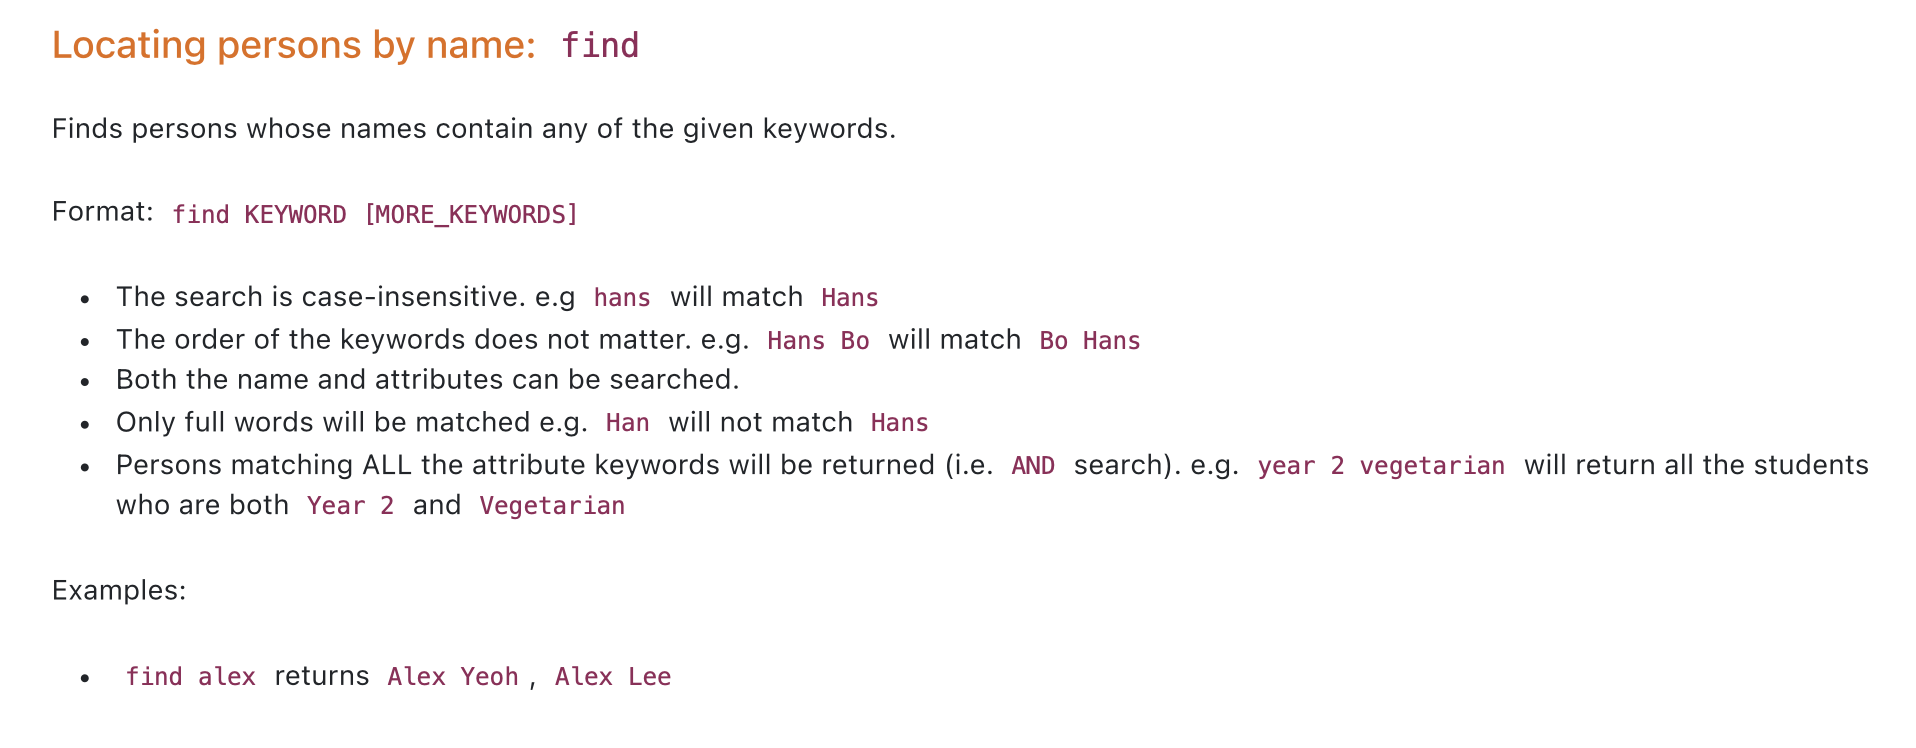 Locating persons by name: find
Finds persons whose names contain any of the given keywords.
Format: find KEYWORD [MORE_KEYWORDS]
• The search is case-insensitive. e.g hans will match Hans
• The order of the keywords does not matter. e.g. Hans Bo will match Bo Hans
• Both the name and attributes can be searched.
• Only full words will be matched e.g. Han will not match Hans
• Persons matching ALL the attribute keywords will be returned (i.e. AND search). e.g. year 2 vegetarian will return all the students
who are both Year 2 and Vegetarian
Examples:
• find alex returns Alex Yeoh , Alex Lee